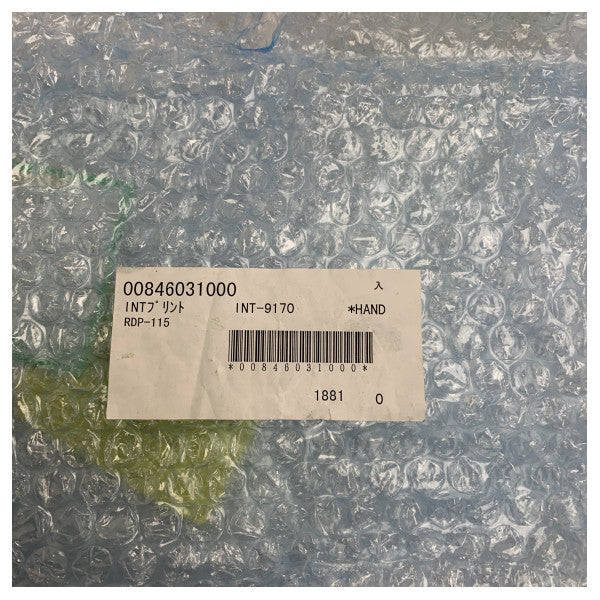 00846031000 入
INTﾌﾟﾘﾝﾄ INT-9170 *HAND
RDP-115
*00846031000*
1881 0